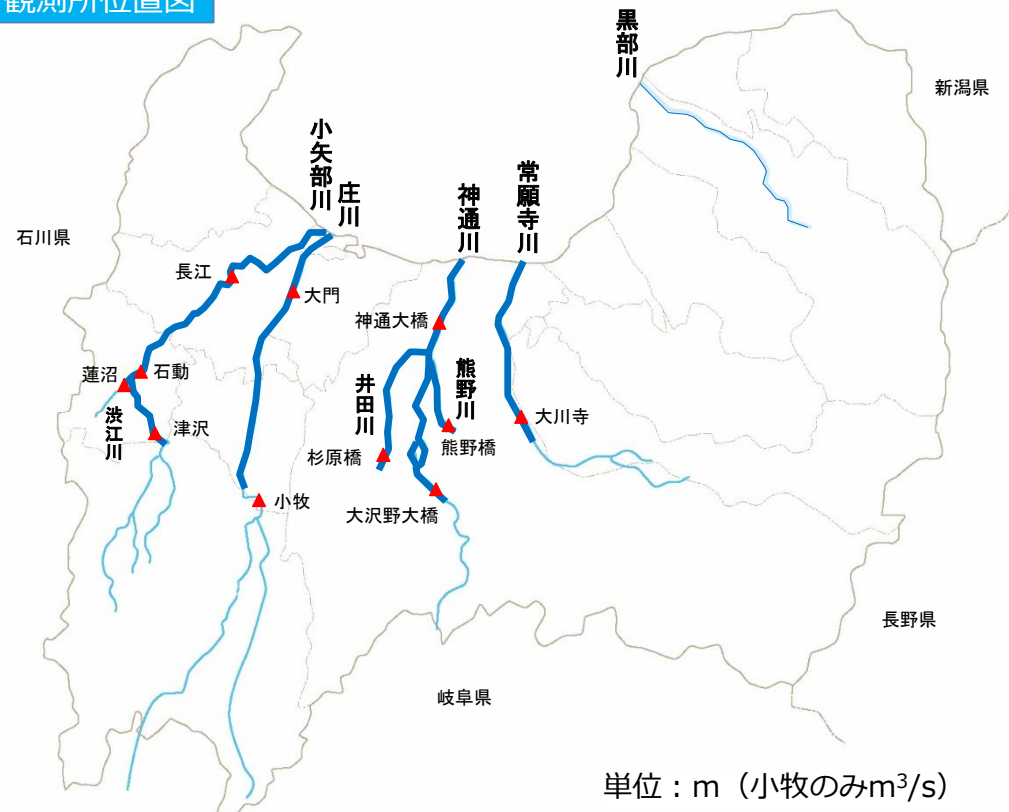 観測所位置図
黒部川
新潟県
小矢部川
庄川
神通川
常願寺川
石川県
長江
大門
神通大橋
蓮沼
石動
井田川
熊野川
渋江川
津沢
大川寺
杉原橋
熊野橋
小牧
大沢野大橋
長野県
岐阜県
単位：m（小牧のみm³/s）